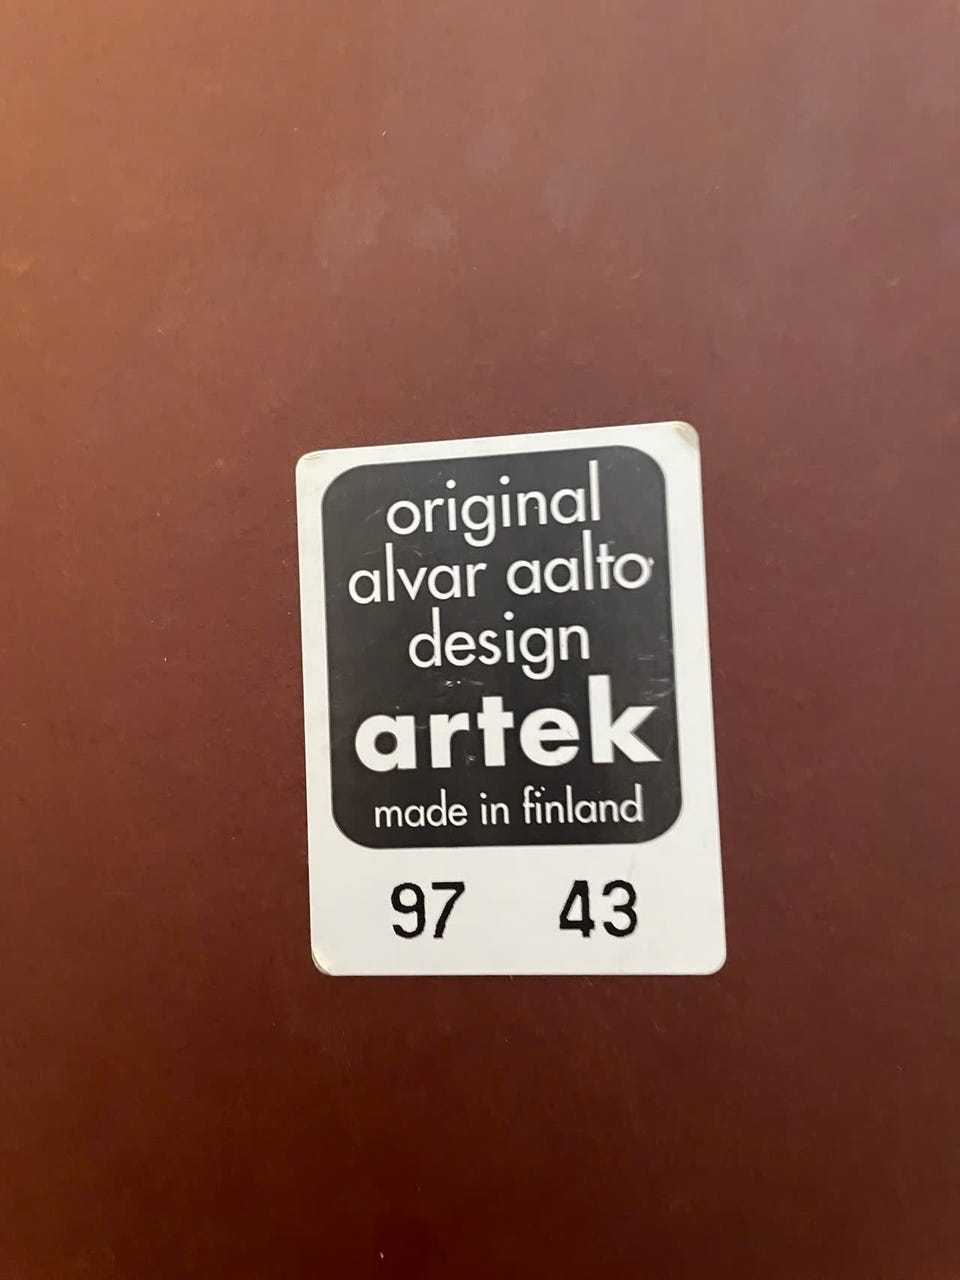 original
alvar aalto
design
artek
made in finland
97 43